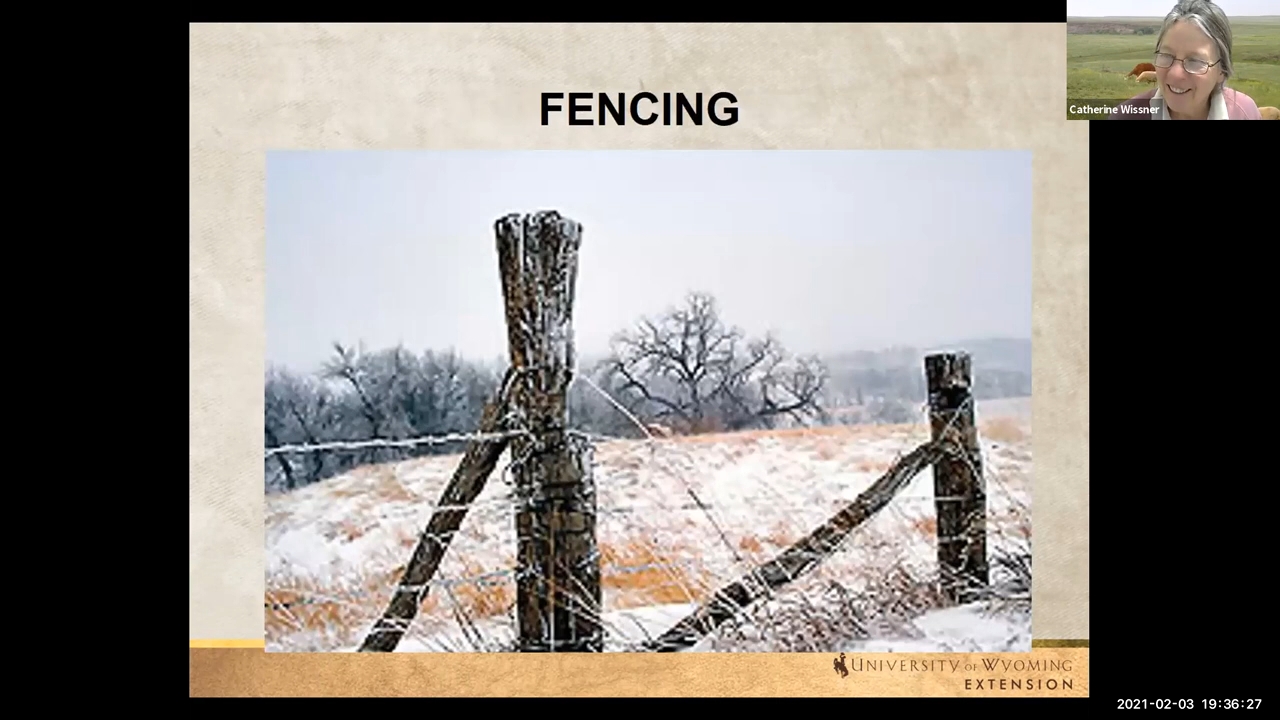 FENCING
Catherine Wissner
UNIVERSITY OF WYOMING
EXTENSION
2021-02-03 19:36:27